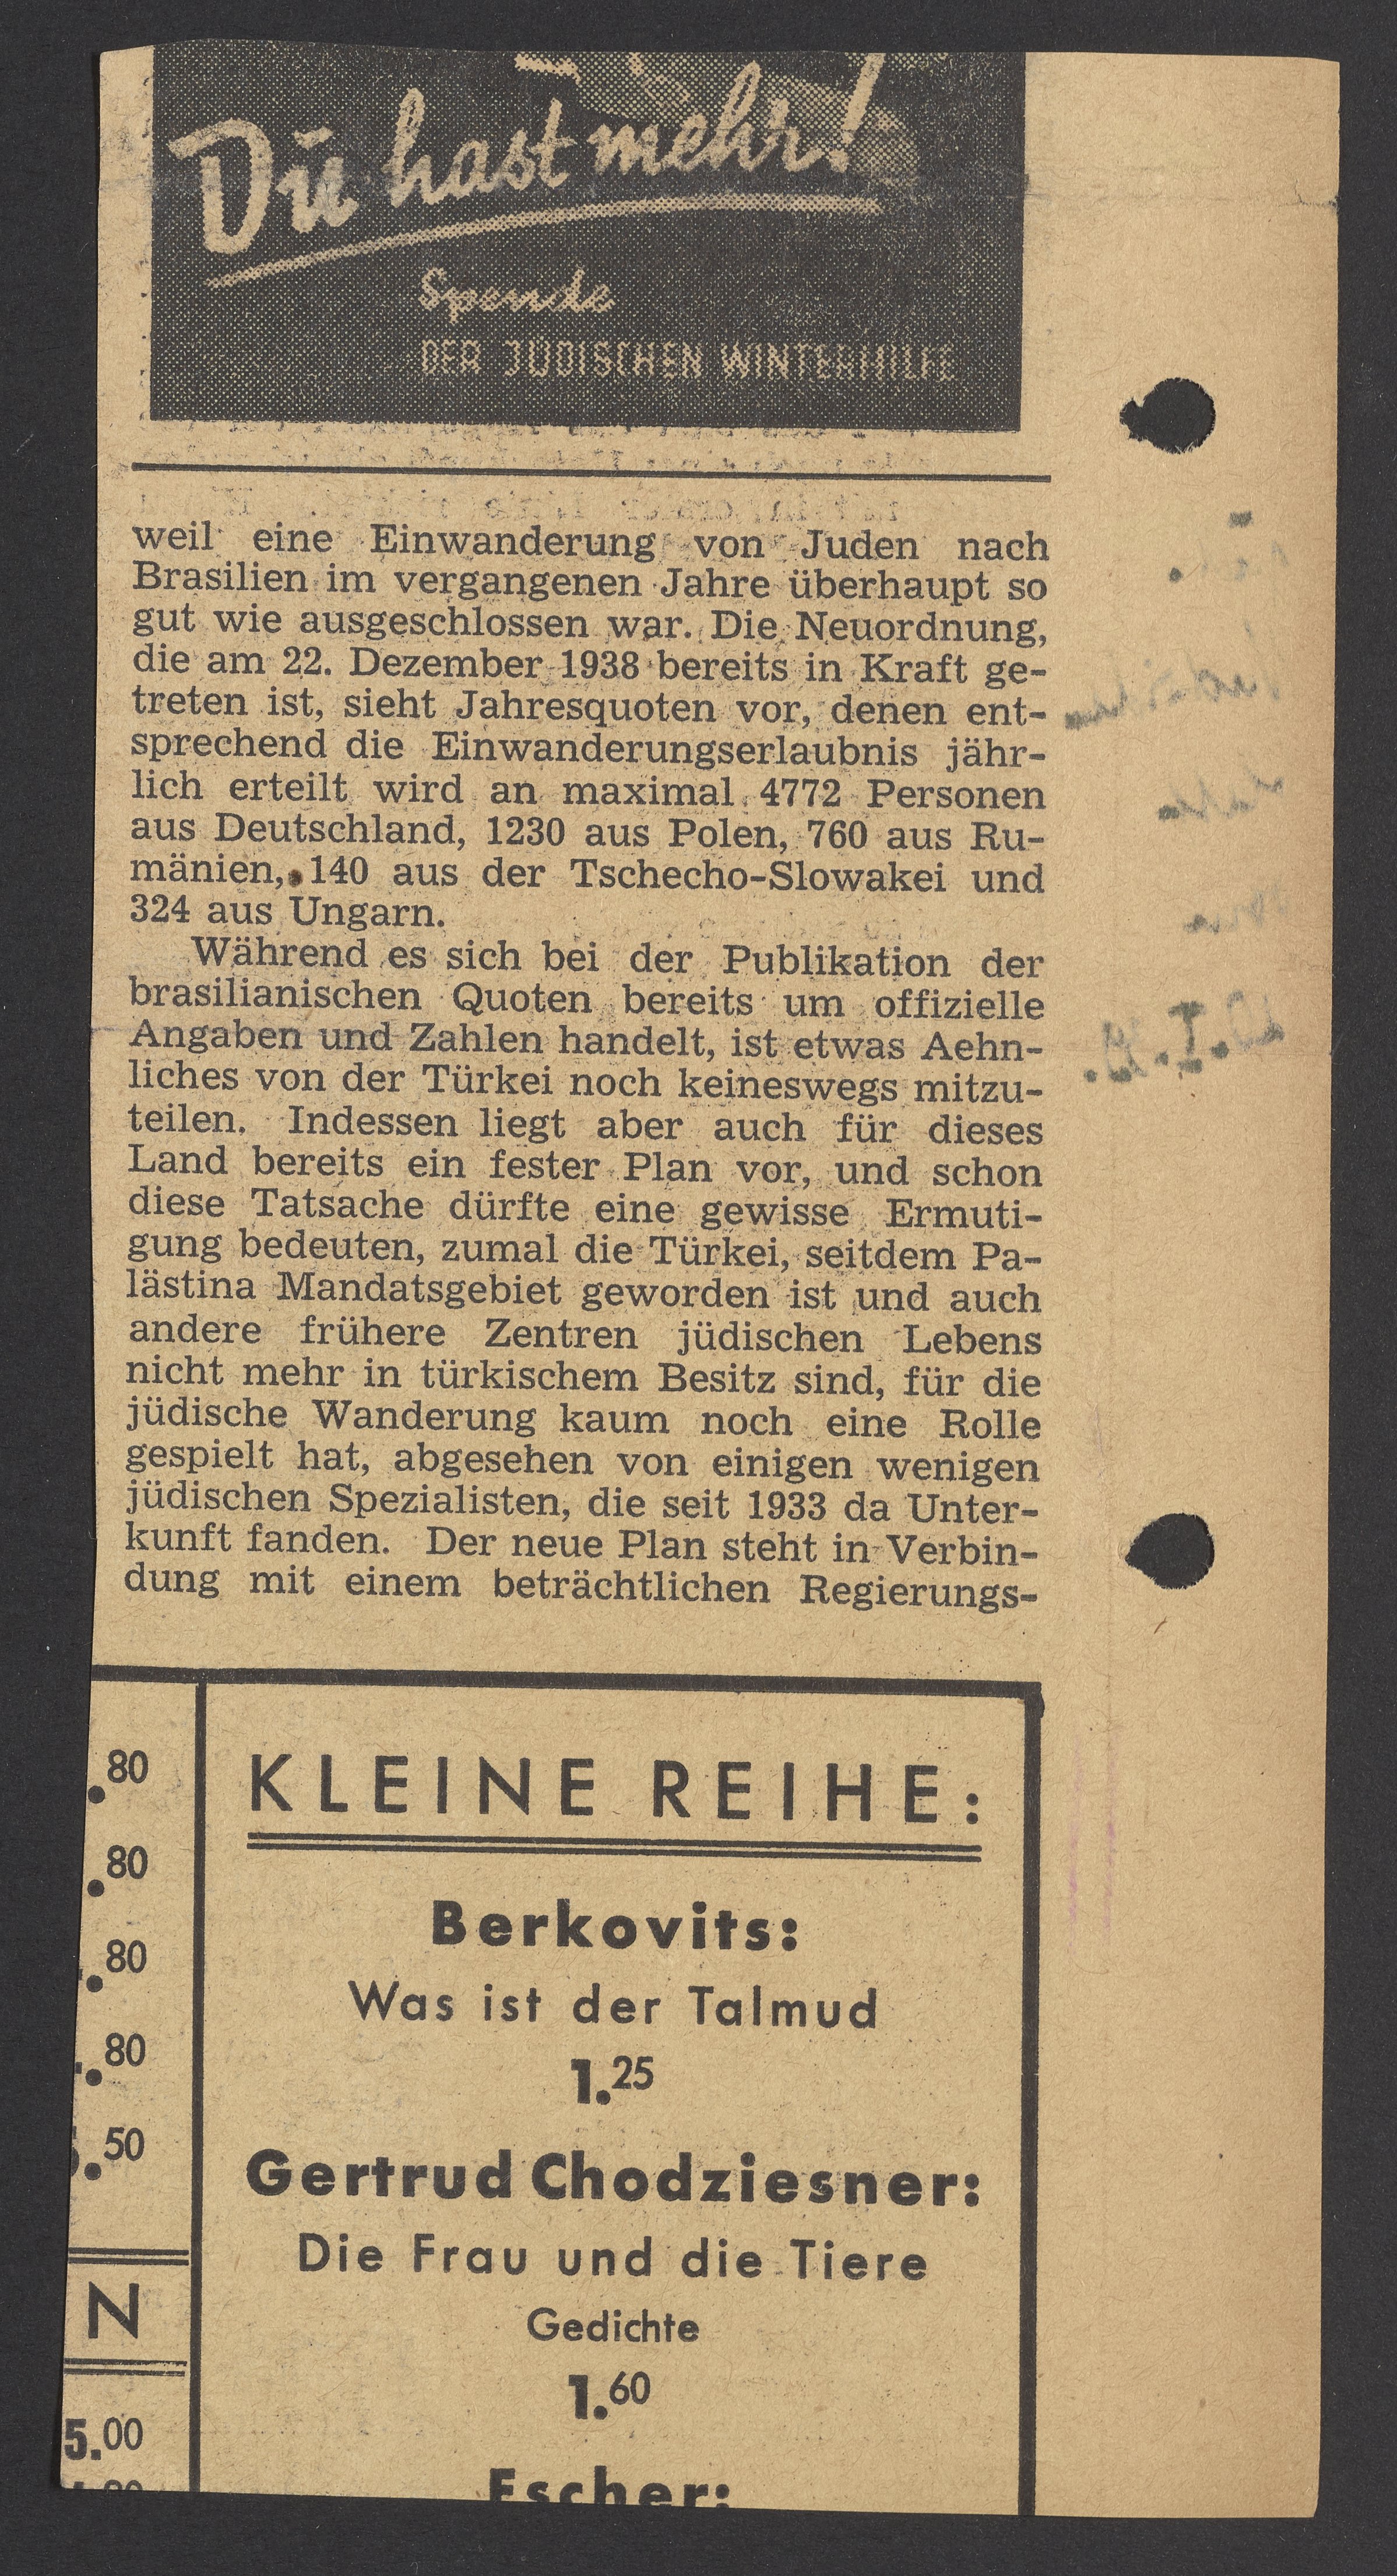 Du hast mehr!
Spende
DER JÜDISCHEN WINTERHILFE
weil eine Einwanderung von Juden nach
Brasilien im vergangenen Jahre überhaupt so
gut wie ausgeschlossen war. Die Neuordnung,
die am 22. Dezember 1938 bereits in Kraft ge-
treten ist, sieht Jahresquoten vor, denen ent-
sprechend die Einwanderungserlaubnis jähr-
lich erteilt wird an maximal 4772 Personen
aus Deutschland, 1230 aus Polen, 760 aus Ru-
mänien, 140 aus der Tschecho-Slowakei und
324 aus Ungarn.
Während es sich bei der Publikation der
brasilianischen Quoten bereits um offizielle
Angaben und Zahlen handelt, ist etwas Aehn-
liches von der Türkei noch keineswegs mitzu-
teilen. Indessen liegt aber auch für dieses
Land bereits ein fester Plan vor, und schon
diese Tatsache dürfte eine gewisse Ermuti-
gung bedeuten, zumal die Türkei, seitdem Pa-
lästina Mandatsgebiet geworden ist und auch
andere frühere Zentren jüdischen Lebens
nicht mehr in türkischem Besitz sind, für die
jüdische Wanderung kaum noch eine Rolle
gespielt hat, abgesehen von einigen wenigen
jüdischen Spezialisten, die seit 1933 da Unter-
kunft fanden. Der neue Plan steht in Verbin-
dung mit einem beträchtlichen Regierungs-
.80
.80
.80
.80
.50
N
5.00
KLEINE REIHE:
Berkovits:
Was ist der Talmud
1.25
Gertrud Chodziesner:
Die Frau und die Tiere
Gedichte
1.60
Escher: